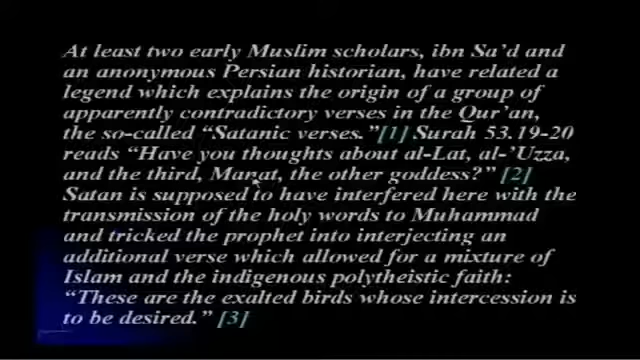 At least two early Muslim scholars, ibn Sa'd and
an anonymous Persian historian, have related a
legend which explains the origin of a group of
apparently contradictory verses in the Qur'an,
the so-called “Satanic verses.”[1] Surah 53.19-20
reads “Have you thoughts about al-Lat, al-'Uzza,
and the third, Manat, the other goddess?” [2]
Satan is supposed to have interfered here with the
transmission of the holy words to Muhammad
and tricked the prophet into interjecting an
additional verse which allowed for a mixture of
Islam and the indigenous polytheistic faith:
“These are the exalted birds whose intercession is
to be desired.” [3]